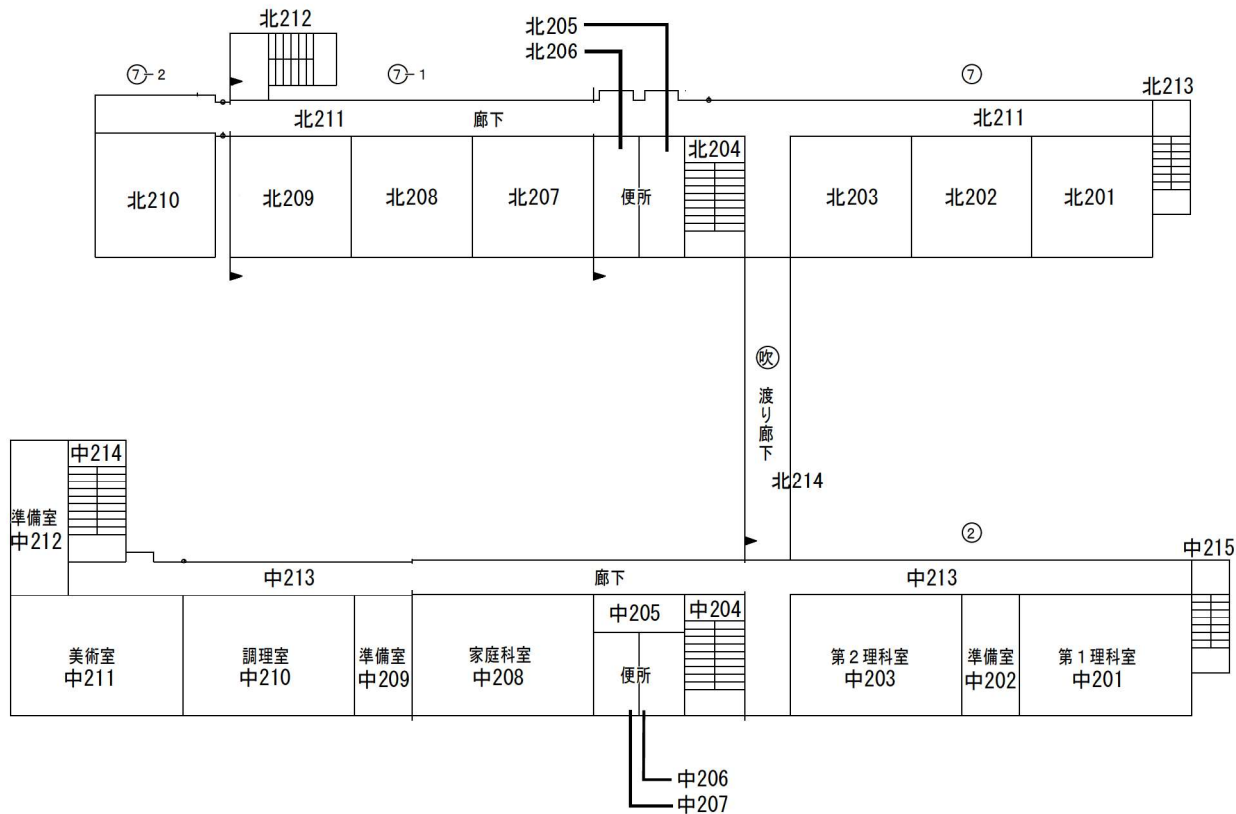 北212
北205
北206
⑦-2
⑦-1
⑦
北213
北211
廊下
北211
北204
北210
北209
北208
北207
便所
北203
北202
北201
吹
渡り廊下
北214
中214
準備室
中212
②
中215
中213
廊下
中213
中205
中204
美術室
中211
調理室
中210
準備室
中209
家庭科室
中208
便所
第2理科室
中203
準備室
中202
第1理科室
中201
中206
中207